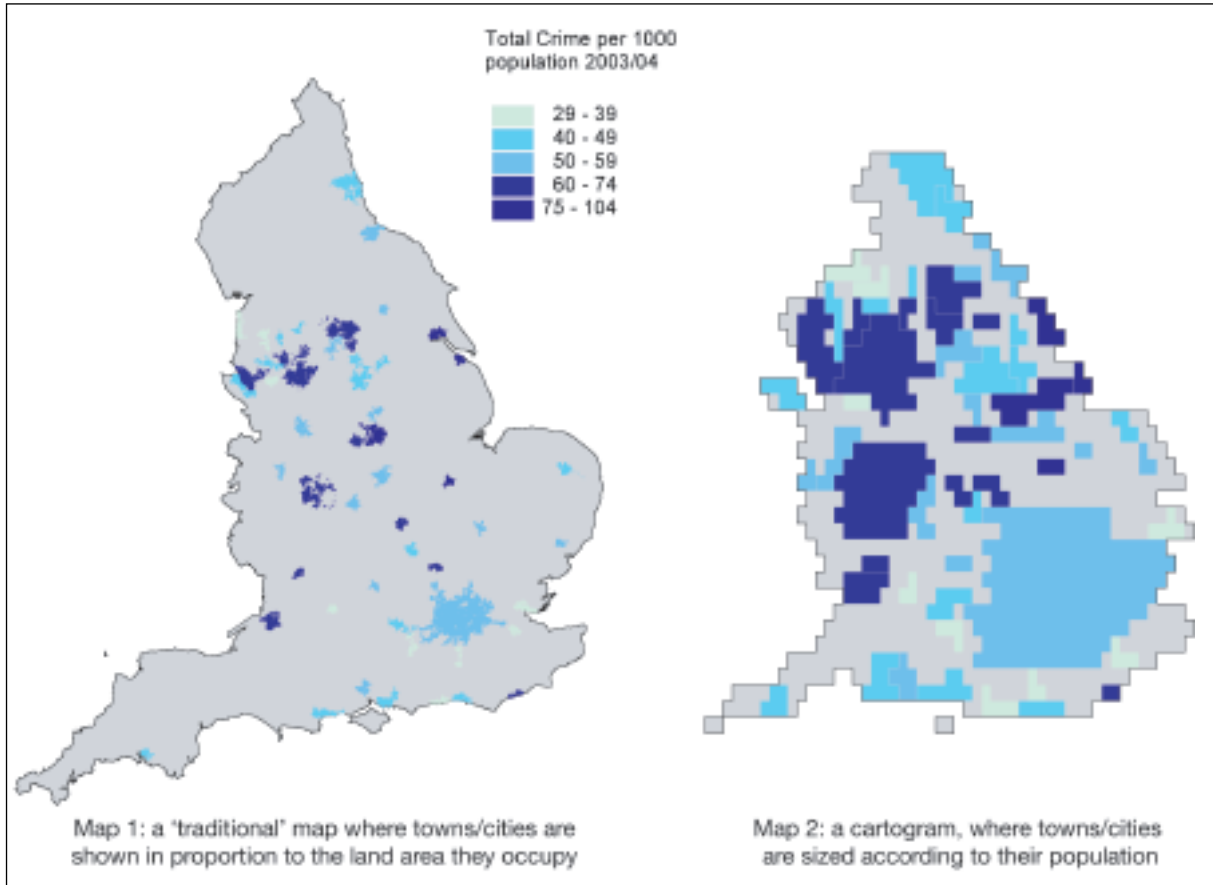 Total Crime per 1000
population 2003/04
29 - 39
40 - 49
50 - 59
60 - 74
75 - 104
Map 1: a ‘traditional’ map where towns/cities are
shown in proportion to the land area they occupy
Map 2: a cartogram, where towns/cities
are sized according to their population